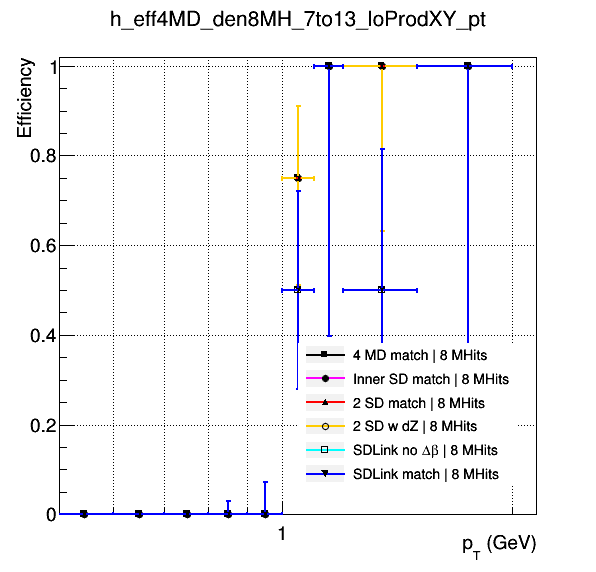 h_eff4MD_den8MH_7to13_loProdXY_pt
Efficiency
1
0.8
0.6
0.4
0.2
0
4 MD match | 8 MHits
Inner SD match | 8 MHits
2 SD match | 8 MHits
2 SD w dZ | 8 MHits
SDLink no Δβ | 8 MHits
SDLink match | 8 MHits
1
p_T (GeV)